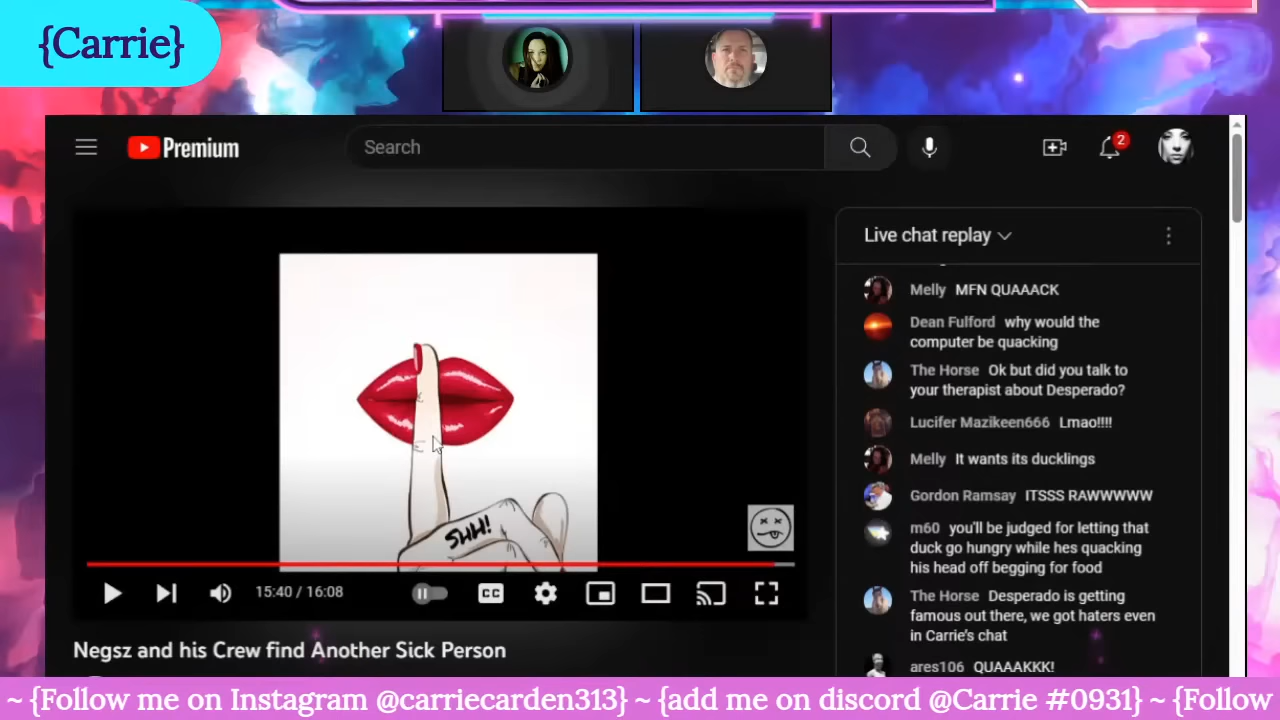 {Carrie}
Premium
Search
2
Live chat replay
Melly MFN QUAAACK
Dean Fulford why would the
computer be quacking
The Horse Ok but did you talk to
your therapist about Desperado?
Lucifer Mazikeen666 Lmao!!!!
Melly It wants its ducklings
Gordon Ramsay ITSSS RAWWWWW
m60 you'll be judged for letting that
duck go hungry while hes quacking
his head off begging for food
The Horse Desperado is getting
famous out there, we got haters even
in Carrie's chat
ares106 QUAAAKKK!
SHH!
15:40 / 16:08
CC
Negsz and his Crew find Another Sick Person
~ {Follow me on Instagram @carriecarden313} ~ {add me on discord @Carrie #0931} ~ {Follow